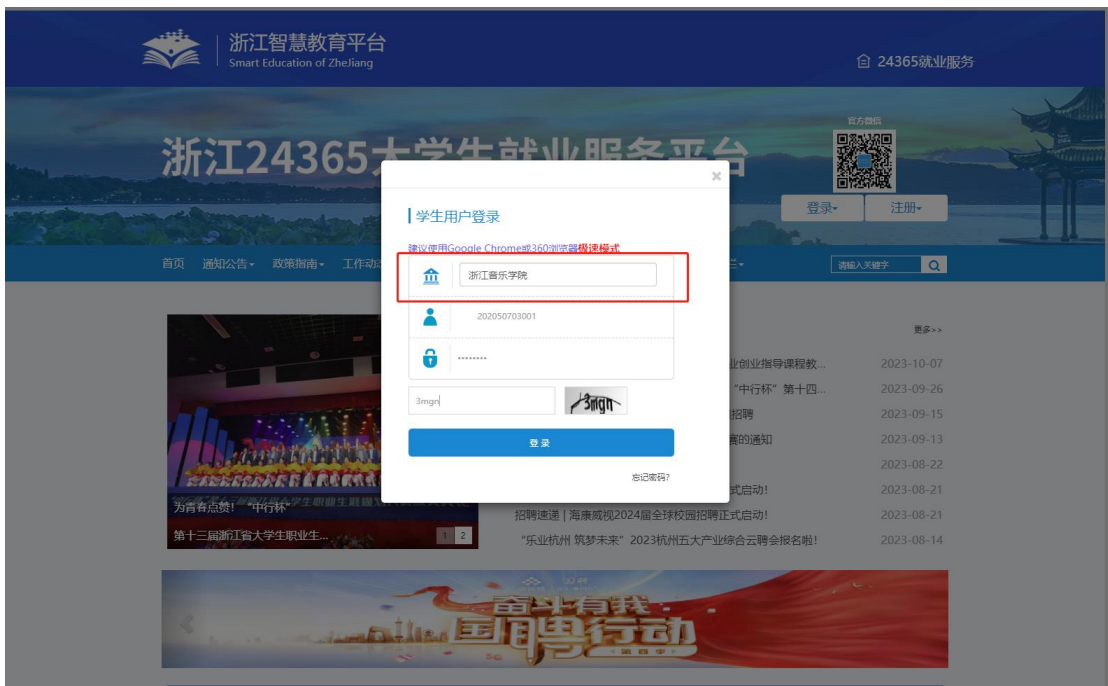 浙江智慧教育平台
Smart Education of ZheJiang
24365就业服务
官方微信
浙江24365大学生就业服务平台
登录
注册
学生用户登录
建议使用Google Chrome或360浏览器极速模式
首页 通知公告 政策指南 工作动态
请输入关键字
浙江音乐学院
202050703001
········
3mgn
3mgn
登录
忘记密码?
更多>>
业创业指导课程教... 2023-10-07
“中行杯”第十四... 2023-09-26
招聘 2023-09-15
赛的通知 2023-09-13
2023-08-22
式启动! 2023-08-21
招聘速递 | 海康威视2024届全球校园招聘正式启动! 2023-08-21
“乐业杭州 筑梦未来”2023杭州五大产业综合云聘会报名啦! 2023-08-14
为青春点赞! “中行杯”
第十三届浙江省大学生职业生...
1 2
奋斗有我
国聘行动
第四季
5G